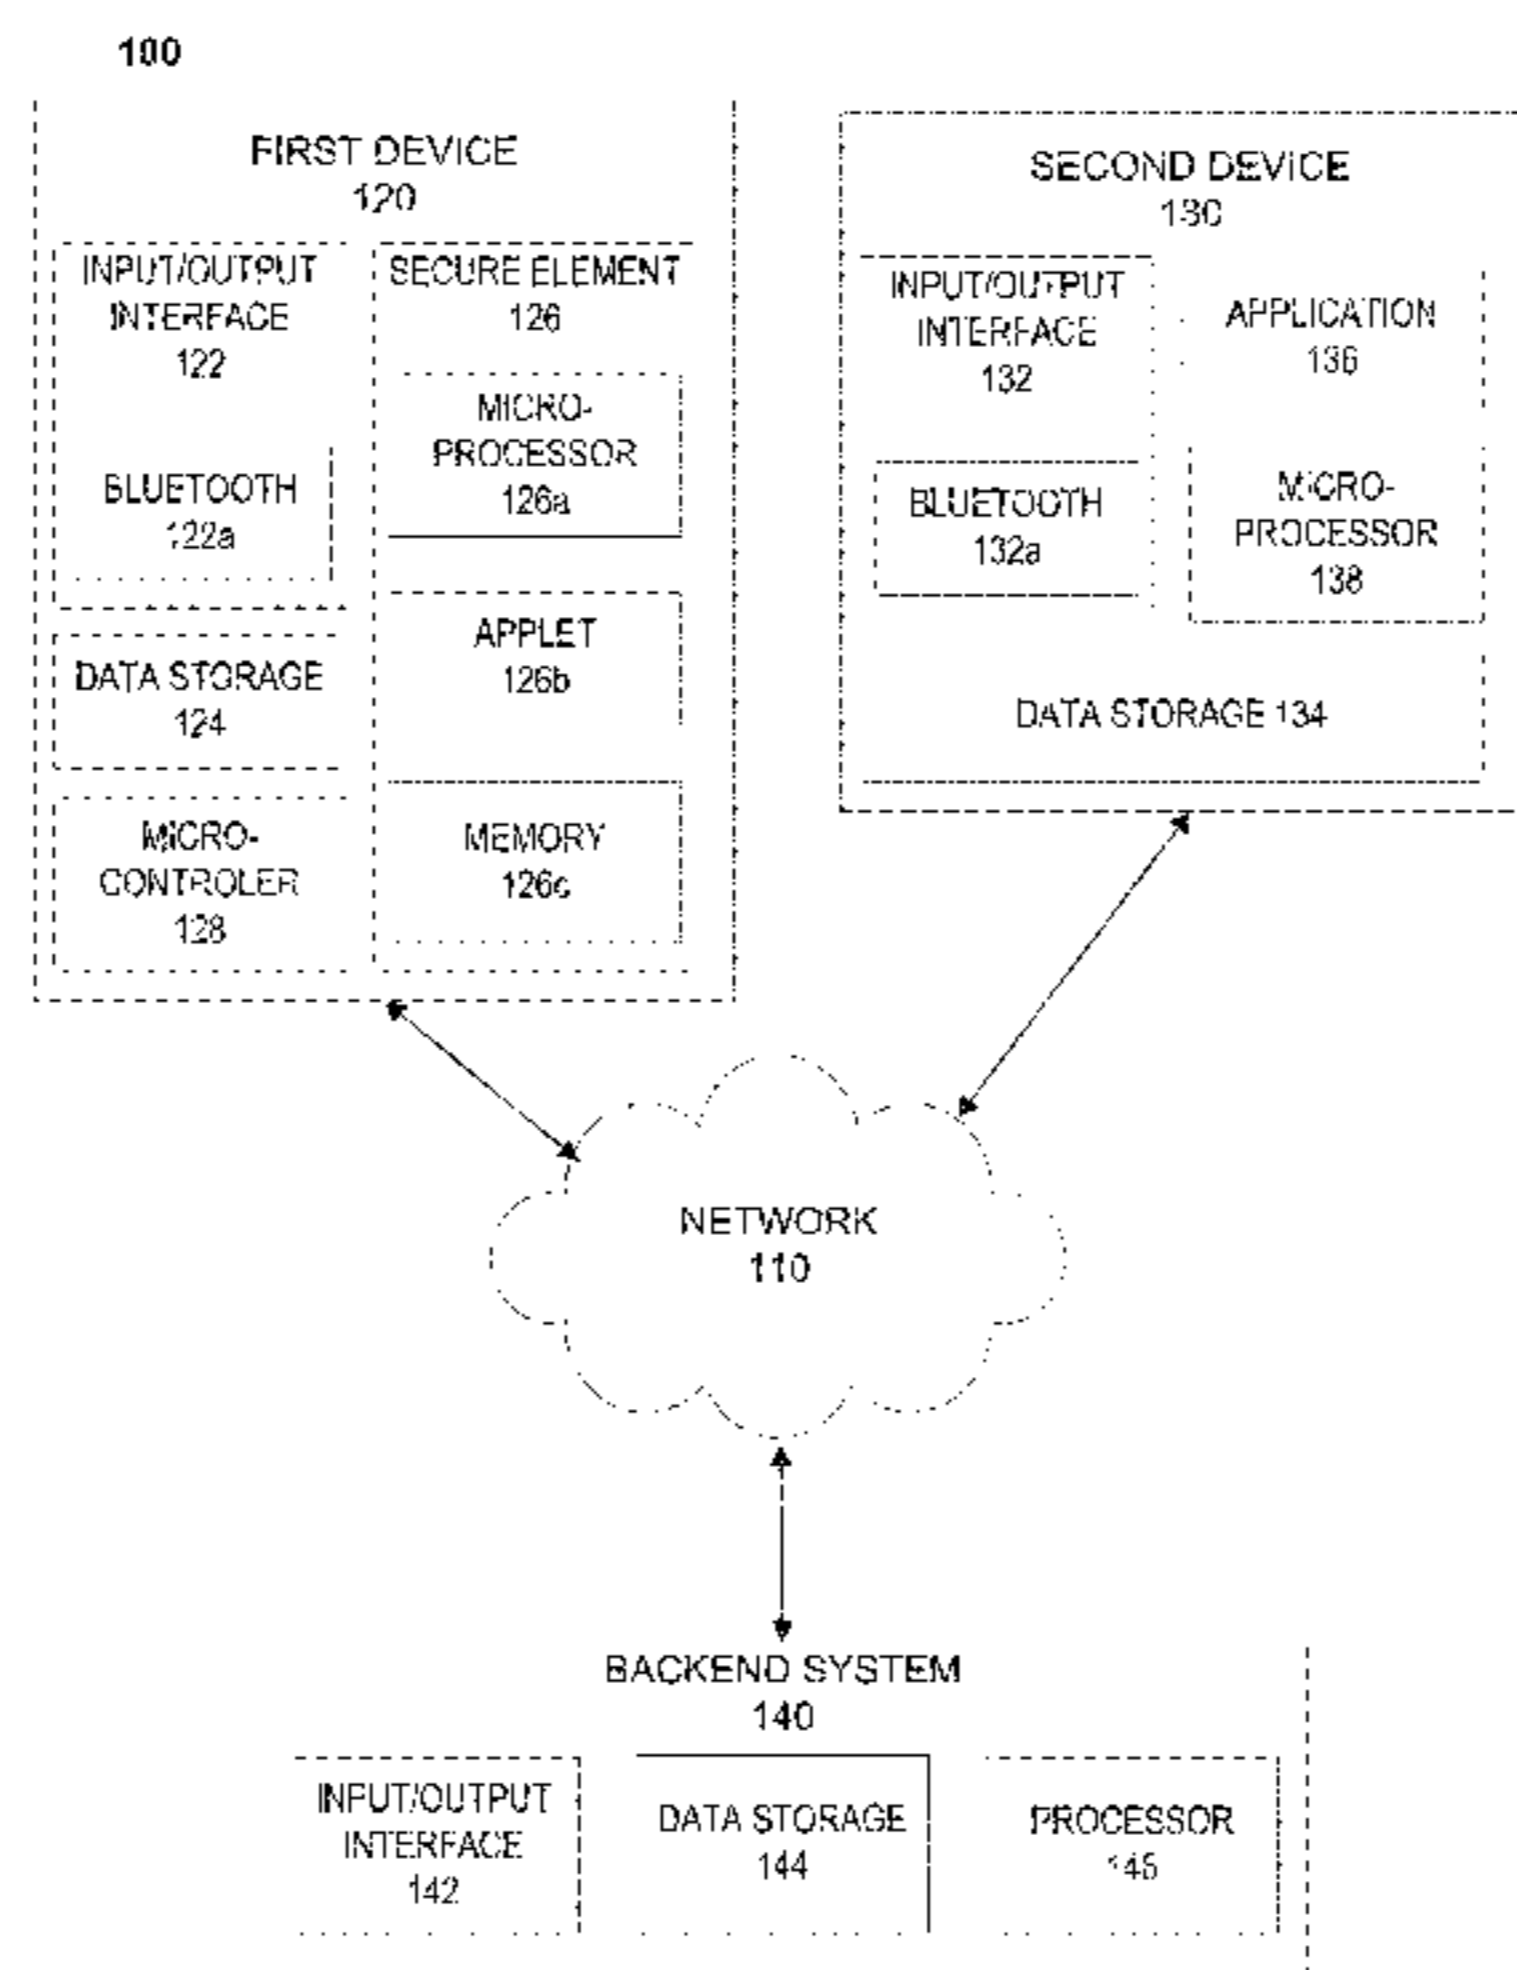 100
FIRST DEVICE
120
INPUT/OUTPUT
INTERFACE
122
BLUETOOTH
122a
DATA STORAGE
124
MICRO-
CONTROLER
128
SECURE ELEMENT
126
MICRO-
PROCESSOR
126a
APPLET
126b
MEMORY
126c
SECOND DEVICE
130
INPUT/OUTPUT
INTERFACE
132
BLUETOOTH
132a
APPLICATION
136
MICRO-
PROCESSOR
138
DATA STORAGE 134
NETWORK
110
BACKEND SYSTEM
140
INPUT/OUTPUT
INTERFACE
142
DATA STORAGE
144
PROCESSOR